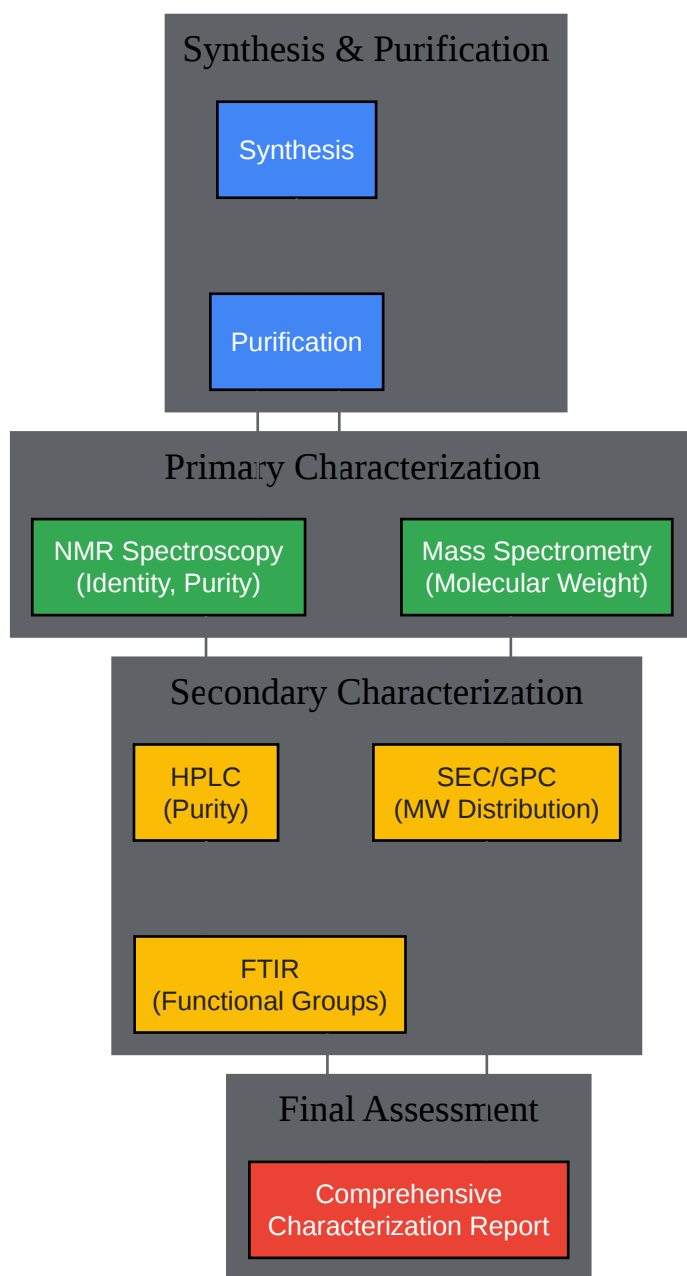 Synthesis & Purification
Synthesis
Purification
Primary Characterization
NMR Spectroscopy
(Identity, Purity)
Mass Spectrometry
(Molecular Weight)
Secondary Characterization
HPLC
(Purity)
SEC/GPC
(MW Distribution)
FTIR
(Functional Groups)
Final Assessment
Comprehensive
Characterization Report